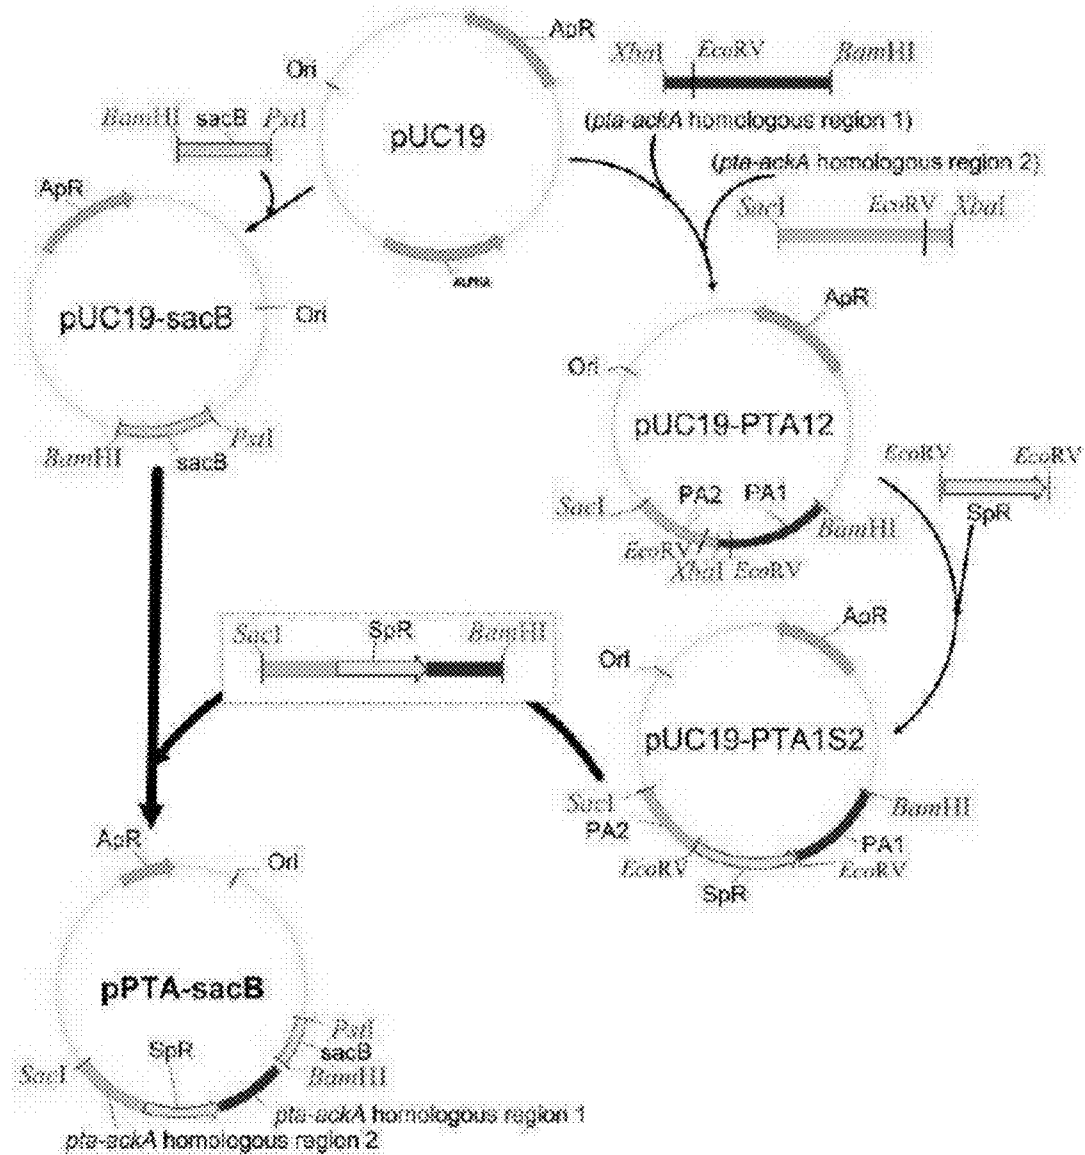 ApR
Ori
pUC19
XbaI EcoRV BamHI
(pta-ackA homologous region 1)
(pta-ackA homologous region 2)
SacI EcoRV XbaI
BamHI sacB PstI
ApR
pUC19-sacB
Ori
BamHI sacB PstI
ApR
Ori
pUC19-PTA12
PA2 PA1
SacI
EcoRV XbaI EcoRV BamHI
EcoRV EcoRV
SpR
SacI SpR BamHI
ApR
Ori
pUC19-PTA1S2
SacI
PA2
EcoRV
SpR
EcoRV
PA1
BamHI
ApR
Ori
pPTA-sacB
SpR
PstI
sacB
BamHI
SacI
pta-ackA homologous region 1
pta-ackA homologous region 2